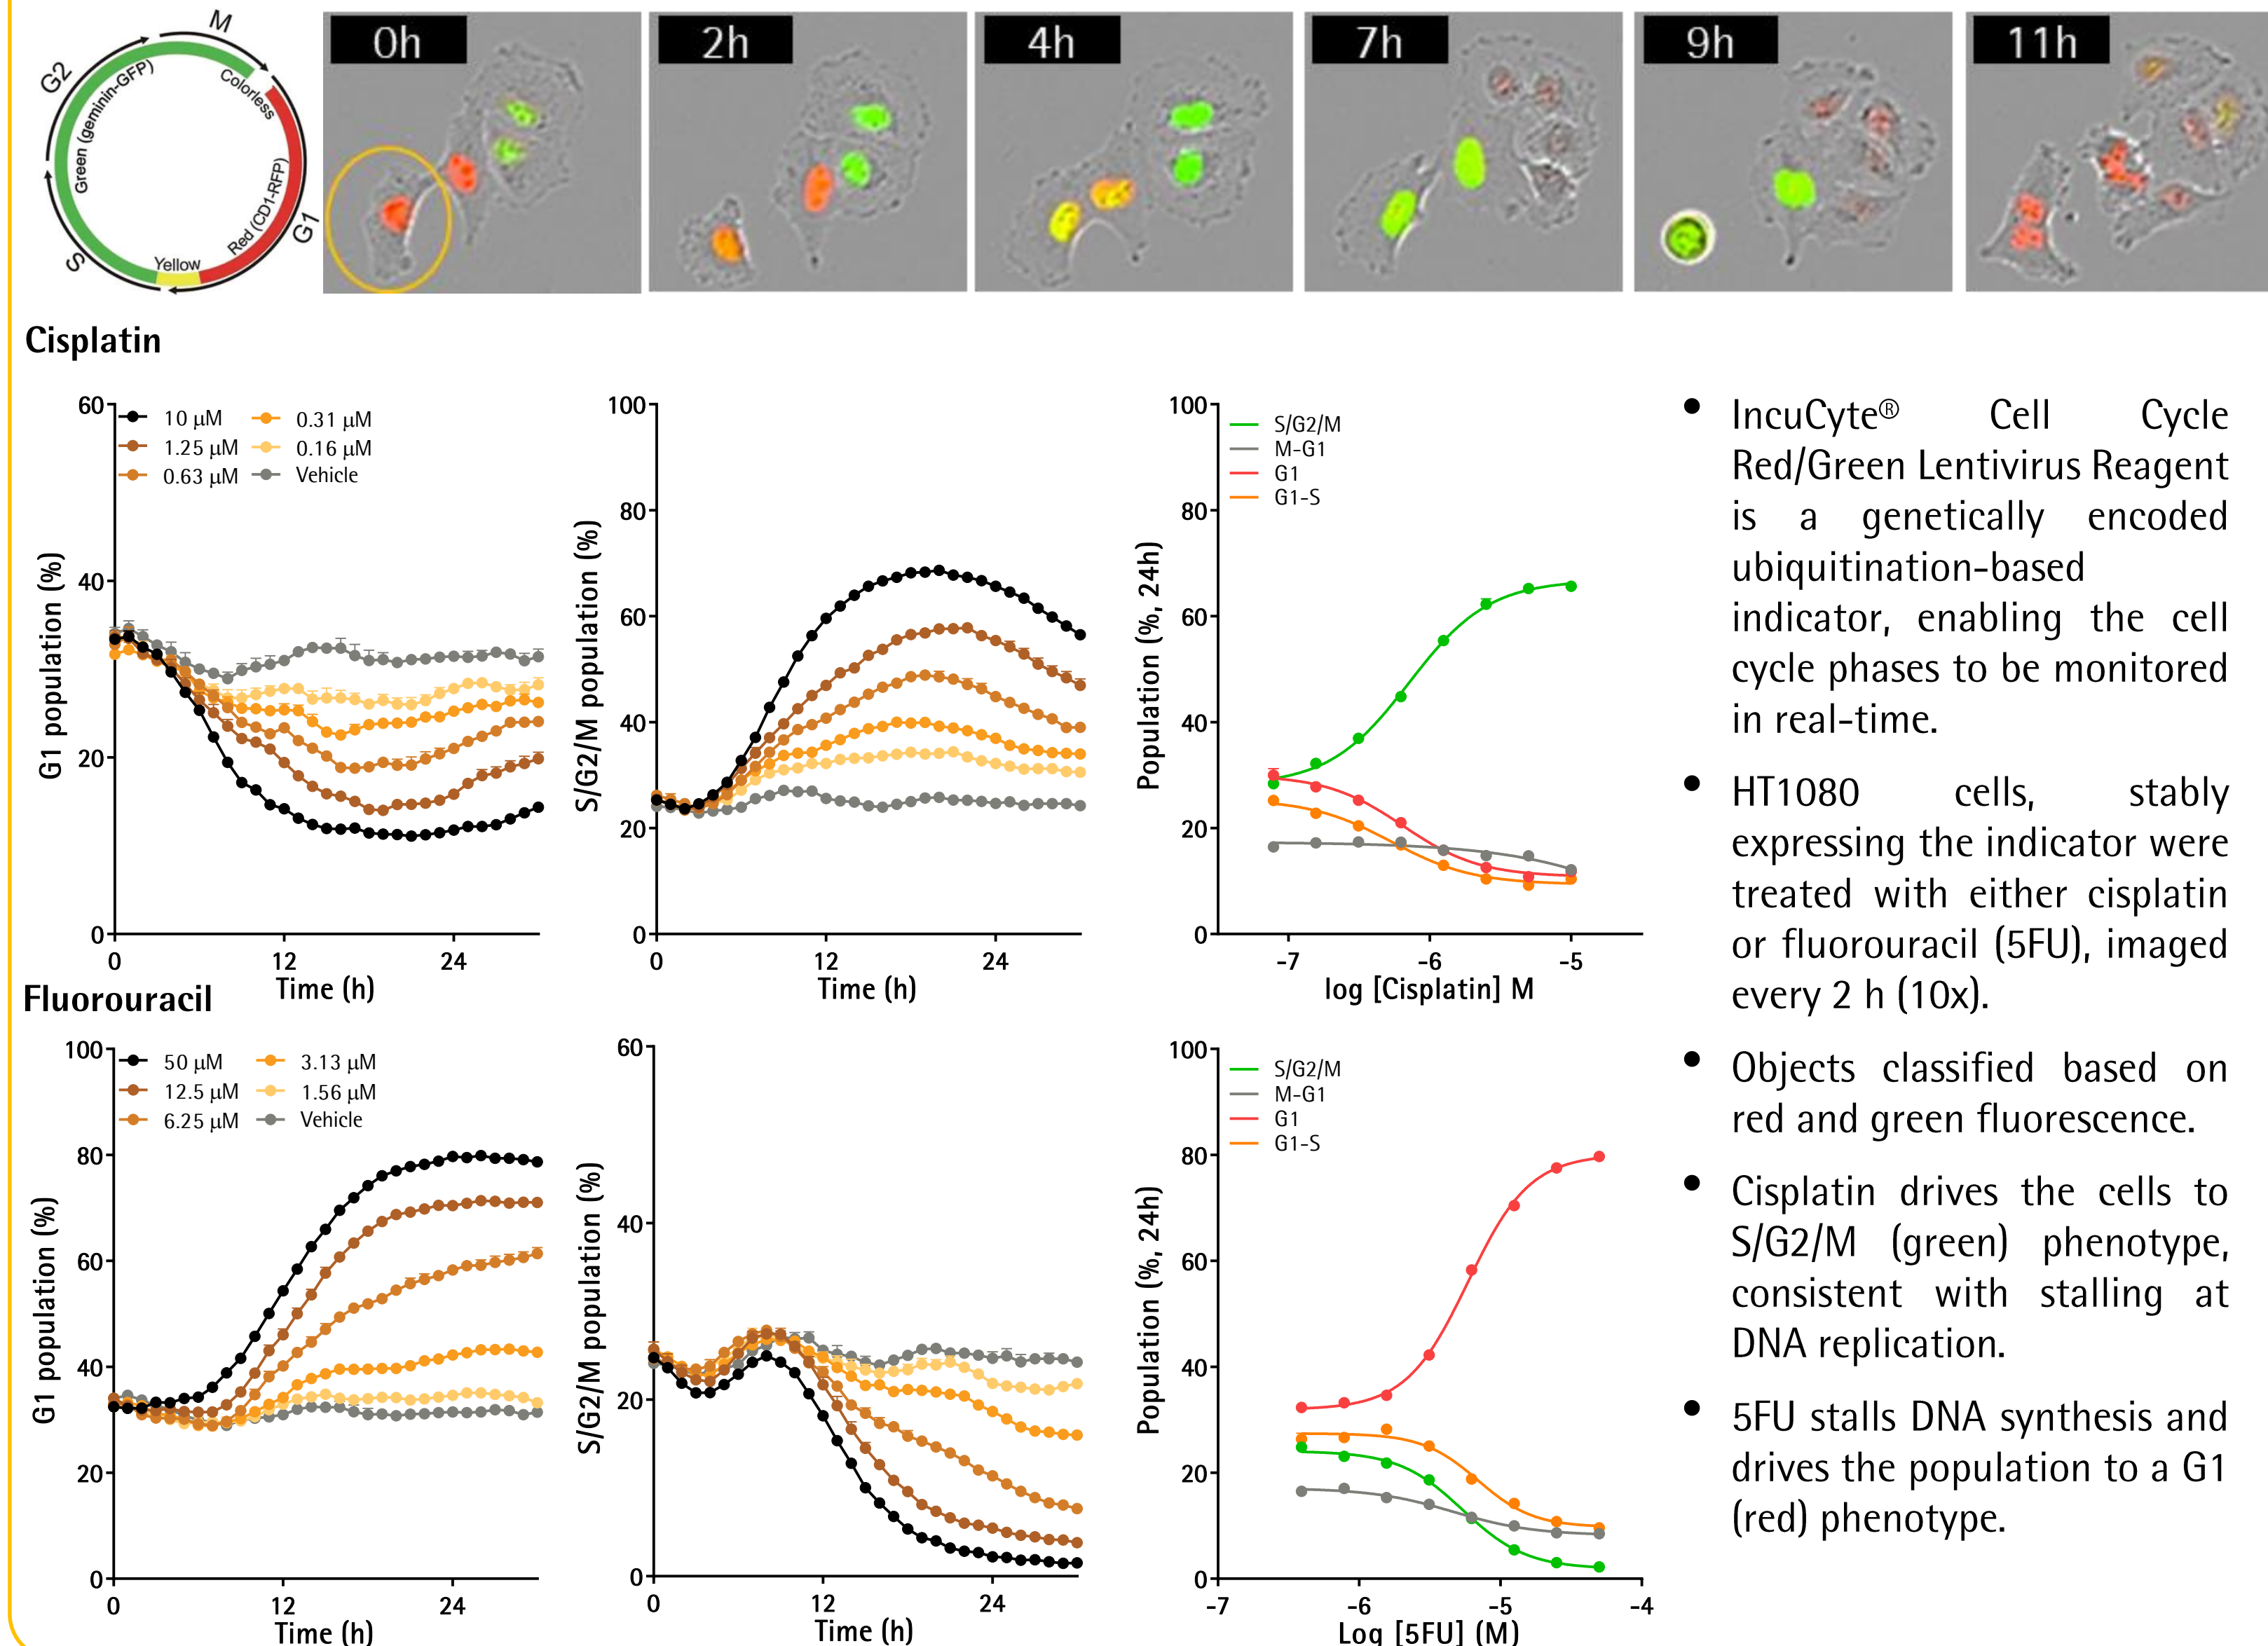 M
G2
Colorless
Green (geminin-GFP)
Red (CD1-RFP)
G1
S
Yellow
0h
2h
4h
7h
9h
11h
Cisplatin
60
40
20
0
G1 population (%)
10 µM
1.25 µM
0.63 µM
0.31 µM
0.16 µM
Vehicle
0
12
24
Time (h)
100
80
60
40
20
0
S/G2/M population (%)
0
12
24
Time (h)
100
80
60
40
20
0
Population (%, 24h)
S/G2/M
M-G1
G1
G1-S
-7
-6
-5
log [Cisplatin] M
Fluorouracil
100
80
60
40
20
0
G1 population (%)
50 µM
12.5 µM
6.25 µM
3.13 µM
1.56 µM
Vehicle
0
12
24
Time (h)
60
40
20
0
S/G2/M population (%)
0
12
24
Time (h)
100
80
60
40
20
0
Population (%, 24h)
S/G2/M
M-G1
G1
G1-S
-7
-6
-5
-4
Log [5FU] (M)
• IncuCyte® Cell Cycle
Red/Green Lentivirus Reagent
is a genetically encoded
ubiquitination-based
indicator, enabling the cell
cycle phases to be monitored
in real-time.
• HT1080 cells, stably
expressing the indicator were
treated with either cisplatin
or fluorouracil (5FU), imaged
every 2 h (10x).
• Objects classified based on
red and green fluorescence.
• Cisplatin drives the cells to
S/G2/M (green) phenotype,
consistent with stalling at
DNA replication.
• 5FU stalls DNA synthesis and
drives the population to a G1
(red) phenotype.